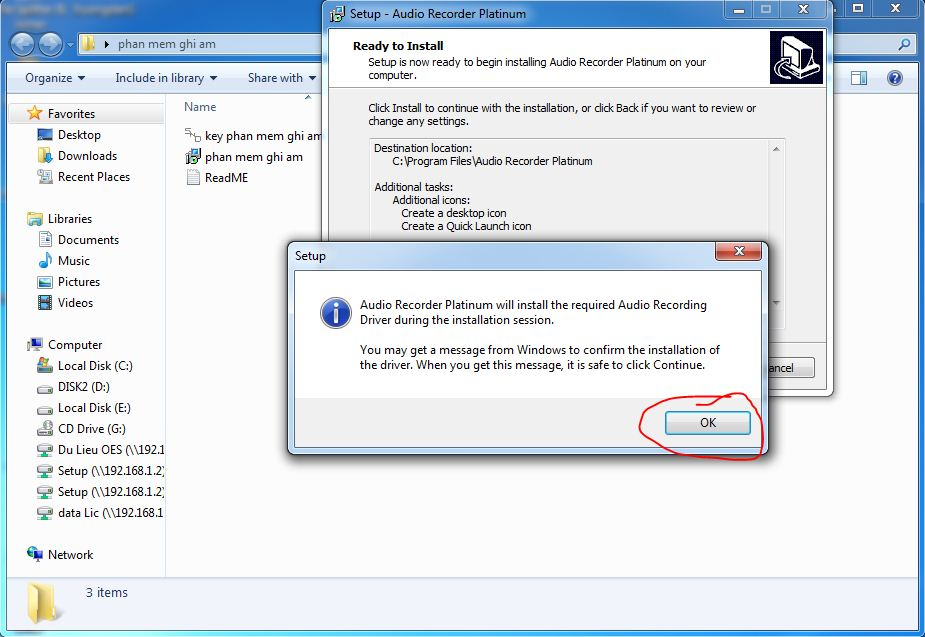 Setup - Audio Recorder Platinum
phan mem ghi am
Organize
Include in library
Share with
Ready to Install
Setup is now ready to begin installing Audio Recorder Platinum on your
computer.
Click Install to continue with the installation, or click Back if you want to review or
change any settings.
Destination location:
C:\Program Files\Audio Recorder Platinum
Additional tasks:
Additional icons:
Create a desktop icon
Create a Quick Launch icon
Name
key phan mem ghi am
phan mem ghi am
ReadME
Favorites
Desktop
Downloads
Recent Places
Libraries
Documents
Music
Pictures
Videos
Computer
Local Disk (C:)
DISK2 (D:)
Local Disk (E:)
CD Drive (G:)
Du Lieu OES (\\192.1
Setup (\\192.168.1.2)
Setup (\\192.168.1.2)
data Lic (\\192.168.1
Network
Setup
Audio Recorder Platinum will install the required Audio Recording
Driver during the installation session.
You may get a message from Windows to confirm the installation of
the driver. When you get this message, it is safe to click Continue.
OK
ancel
3 items